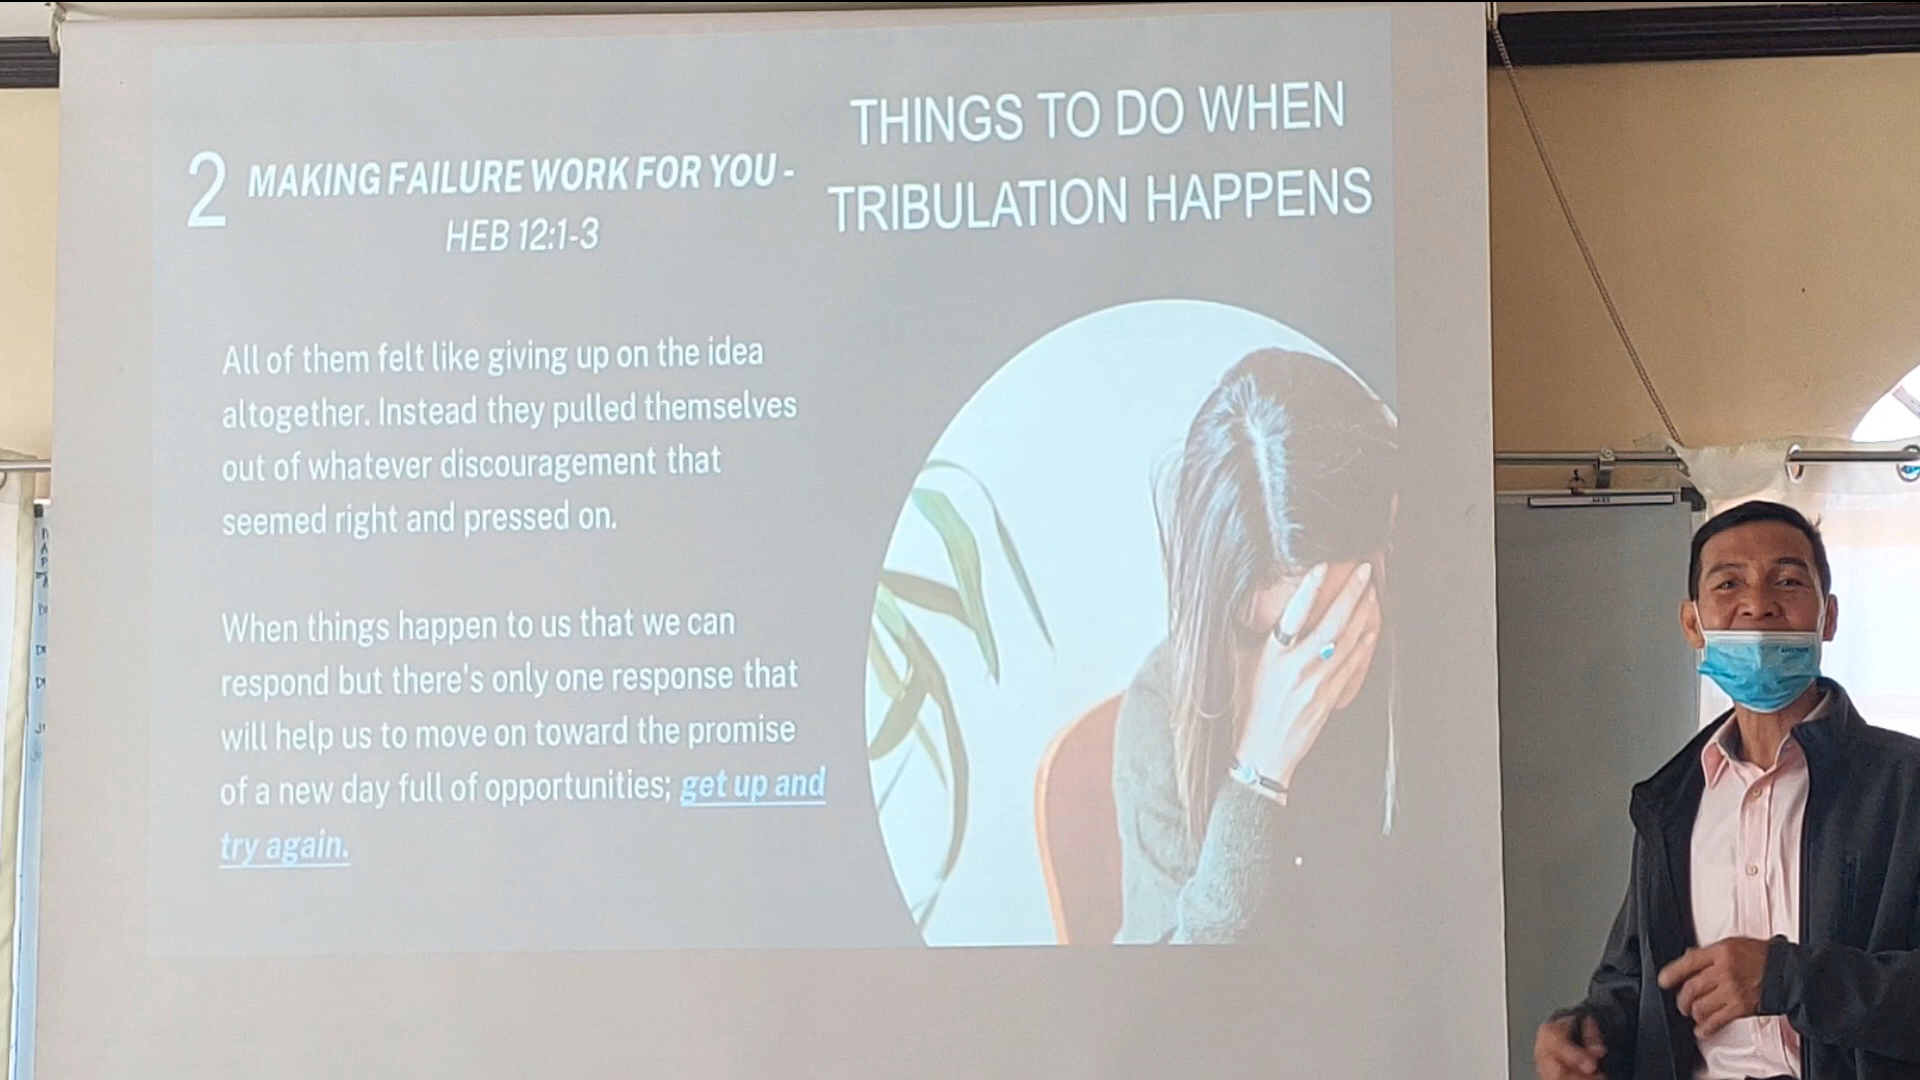 THINGS TO DO WHEN
TRIBULATION HAPPENS
2 MAKING FAILURE WORK FOR YOU -
HEB 12:1-3
All of them felt like giving up on the idea
altogether. Instead they pulled themselves
out of whatever discouragement that
seemed right and pressed on.
When things happen to us that we can
respond but there's only one response that
will help us to move on toward the promise
of a new day full of opportunities; get up and
try again.